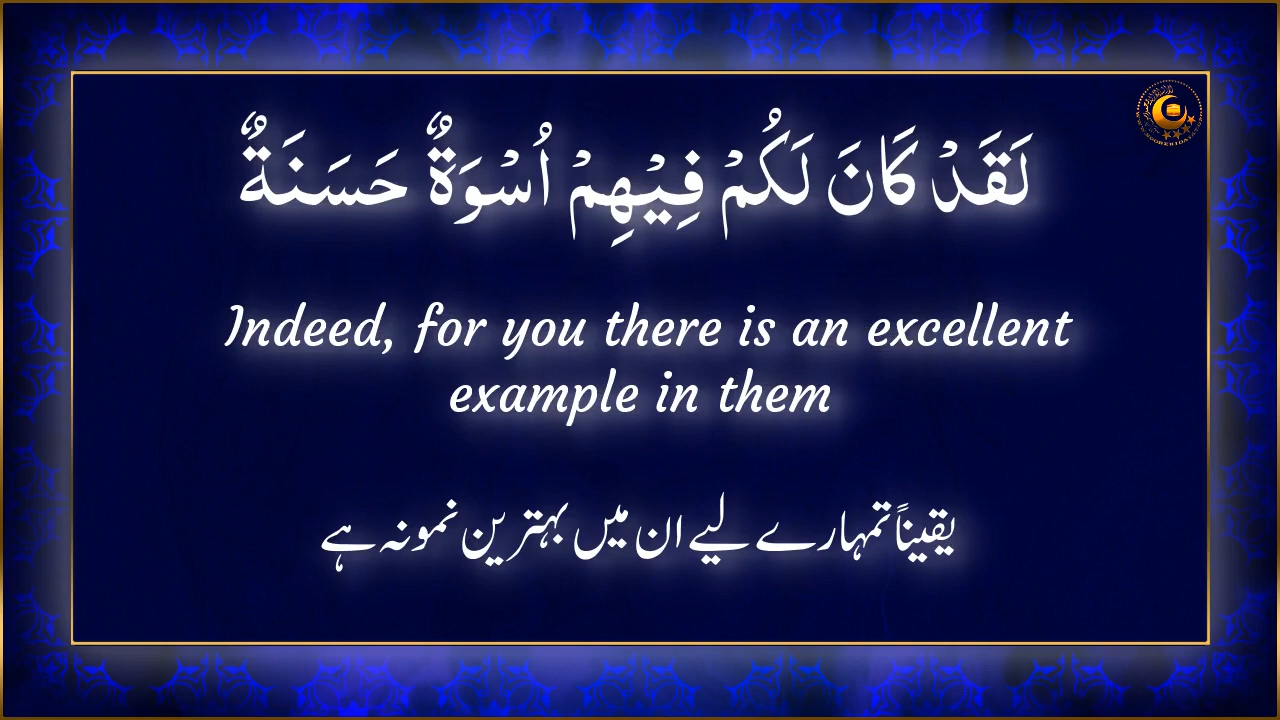 لَقَدْ كَانَ لَكُمْ فِيْهِمْ اُسْوَةٌ حَسَنَةٌ
Indeed, for you there is an excellent
example in them
یقیناً تمہارے لیے ان میں بہترین نمونہ ہے